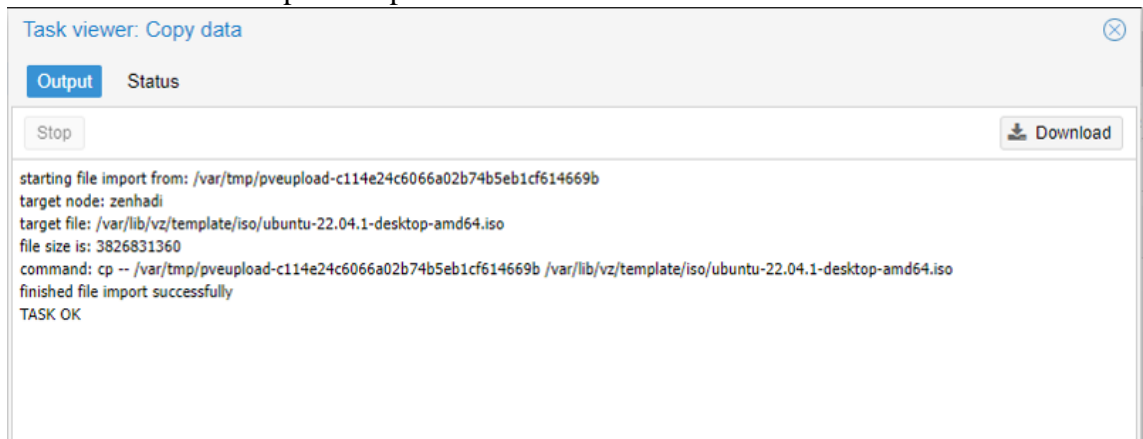 Task viewer: Copy data
Output Status
Stop Download
starting file import from: /var/tmp/pveupload-c114e24c6066a02b74b5eb1cf614669b
target node: zenhadi
target file: /var/lib/vz/template/iso/ubuntu-22.04.1-desktop-amd64.iso
file size is: 3826831360
command: cp -- /var/tmp/pveupload-c114e24c6066a02b74b5eb1cf614669b /var/lib/vz/template/iso/ubuntu-22.04.1-desktop-amd64.iso
finished file import successfully
TASK OK